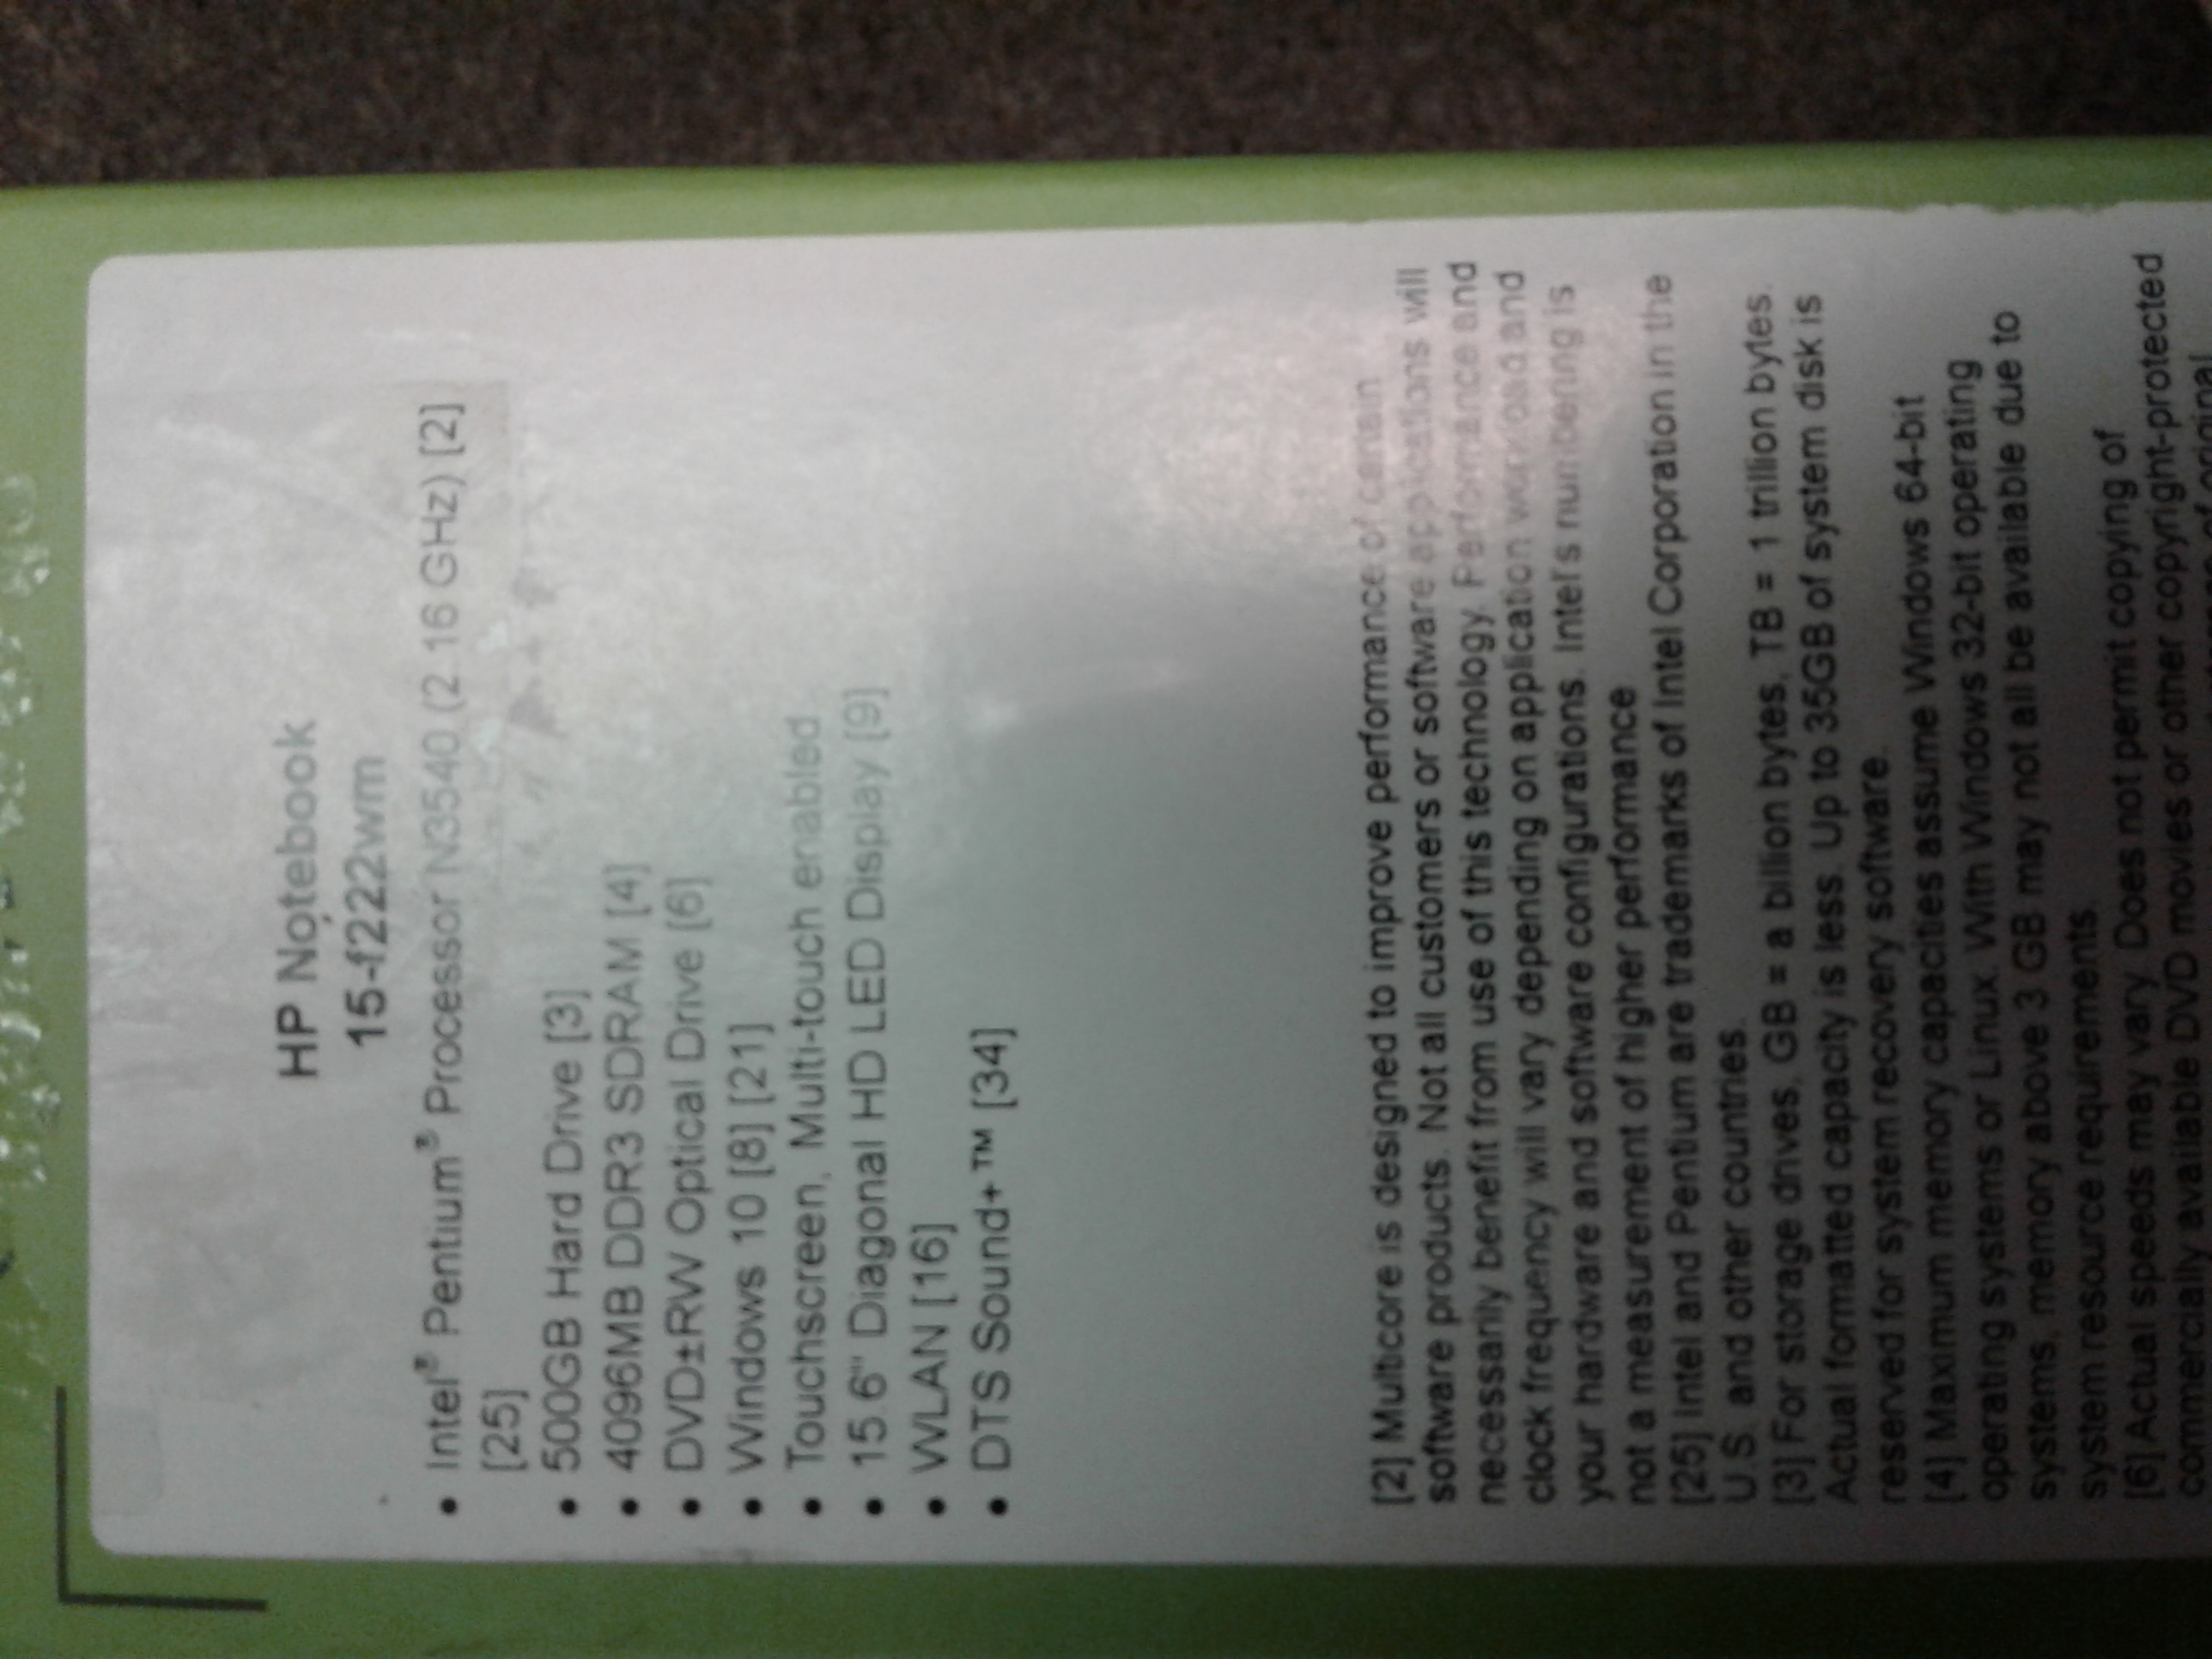 HP Notebook
15-f222wm
• Intel® Pentium® Processor N3540 (2.16 GHz) [2]
[25]
• 500GB Hard Drive [3]
• 4096MB DDR3 SDRAM [4]
• DVD±RW Optical Drive [6]
• Windows 10 [8] [21]
• Touchscreen, Multi-touch enabled
• 15.6" Diagonal HD LED Display [9]
• WLAN [16]
• DTS Sound+™ [34]
[2] Multicore is designed to improve performance of certain
software products. Not all customers or software applications will
necessarily benefit from use of this technology. Performance and
clock frequency will vary depending on application workload and
your hardware and software configurations. Intel's numbering is
not a measurement of higher performance
[25] Intel and Pentium are trademarks of Intel Corporation in the
U.S. and other countries.
[3] For storage drives, GB = a billion bytes, TB = 1 trillion bytes.
Actual formatted capacity is less. Up to 35GB of system disk is
reserved for system recovery software.
[4] Maximum memory capacities assume Windows 64-bit
operating systems or Linux. With Windows 32-bit operating
systems, memory above 3 GB may not all be available due to
system resource requirements.
[6] Actual speeds may vary. Does not permit copying of
commercially available DVD movies or other copyright-protected
original